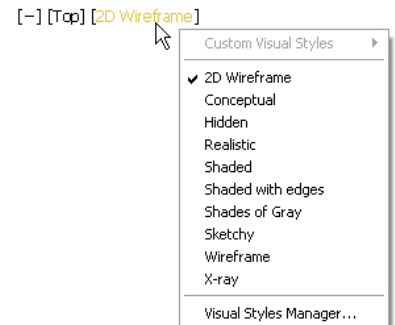 [–] [Top] [2D Wireframe]
Custom Visual Styles
2D Wireframe
Conceptual
Hidden
Realistic
Shaded
Shaded with edges
Shades of Gray
Sketchy
Wireframe
X-ray
Visual Styles Manager...